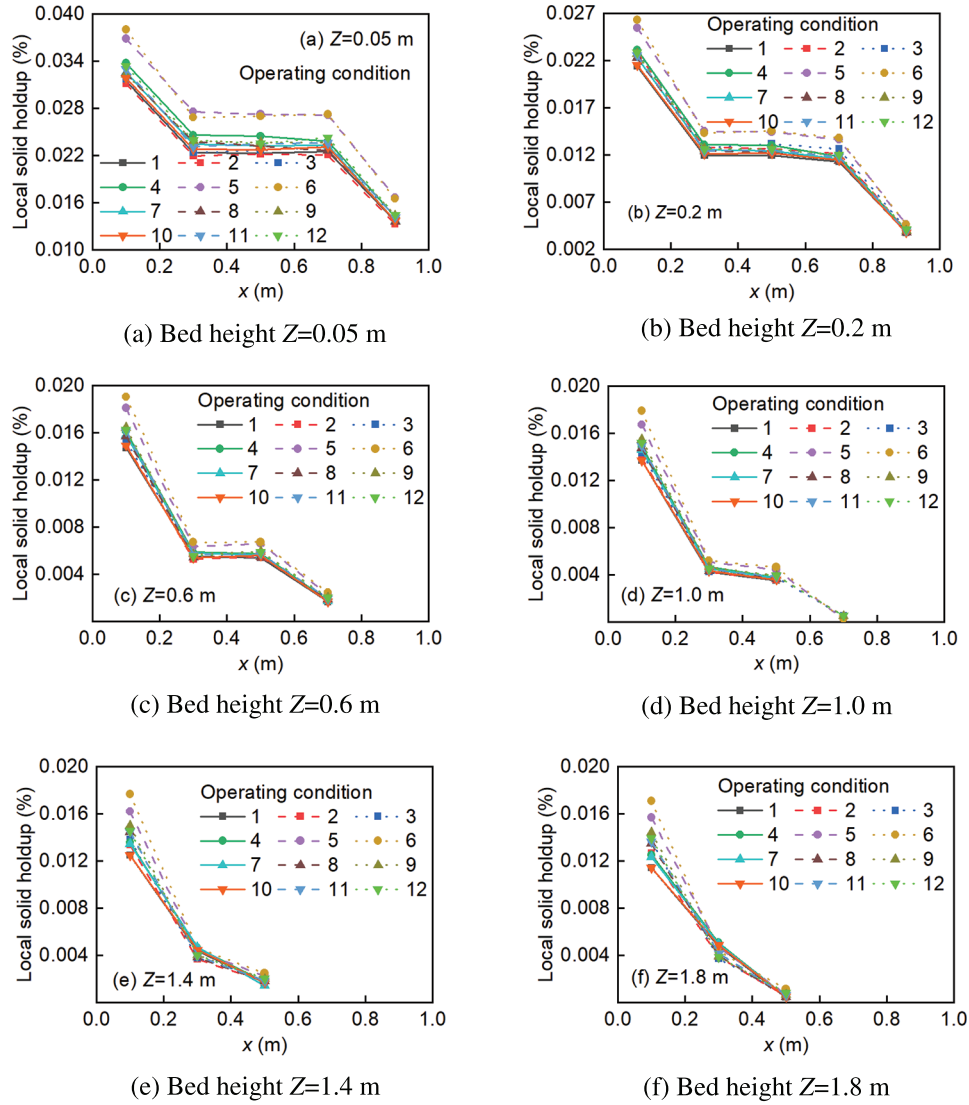 0.040
0.034
0.028
0.022
0.016
0.010
Local solid holdup (%)
(a) Z=0.05 m
Operating condition
1 2 3
4 5 6
7 8 9
10 11 12
0.0 0.2 0.4 0.6 0.8 1.0
x (m)
(a) Bed height Z=0.05 m
0.027
0.022
0.017
0.012
0.007
0.002
Local solid holdup (%)
1 2 3
4 5 6
7 8 9
10 11 12
(b) Z=0.2 m
0.0 0.2 0.4 0.6 0.8 1.0
x (m)
(b) Bed height Z=0.2 m
0.020
0.016
0.012
0.008
0.004
Local solid holdup (%)
Operating condition
1 2 3
4 5 6
7 8 9
10 11 12
(c) Z=0.6 m
0.0 0.2 0.4 0.6 0.8 1.0
x (m)
(c) Bed height Z=0.6 m
0.020
0.016
0.012
0.008
0.004
Local solid holdup (%)
Operating condition
1 2 3
4 5 6
7 8 9
10 11 12
(d) Z=1.0 m
0.0 0.2 0.4 0.6 0.8 1.0
x (m)
(d) Bed height Z=1.0 m
0.020
0.016
0.012
0.008
0.004
Local solid holdup (%)
Operating condition
1 2 3
4 5 6
7 8 9
10 11 12
(e) Z=1.4 m
0.0 0.2 0.4 0.6 0.8 1.0
x (m)
(e) Bed height Z=1.4 m
0.020
0.016
0.012
0.008
0.004
Local solid holdup (%)
Operating condition
1 2 3
4 5 6
7 8 9
10 11 12
(f) Z=1.8 m
0.0 0.2 0.4 0.6 0.8 1.0
x (m)
(f) Bed height Z=1.8 m